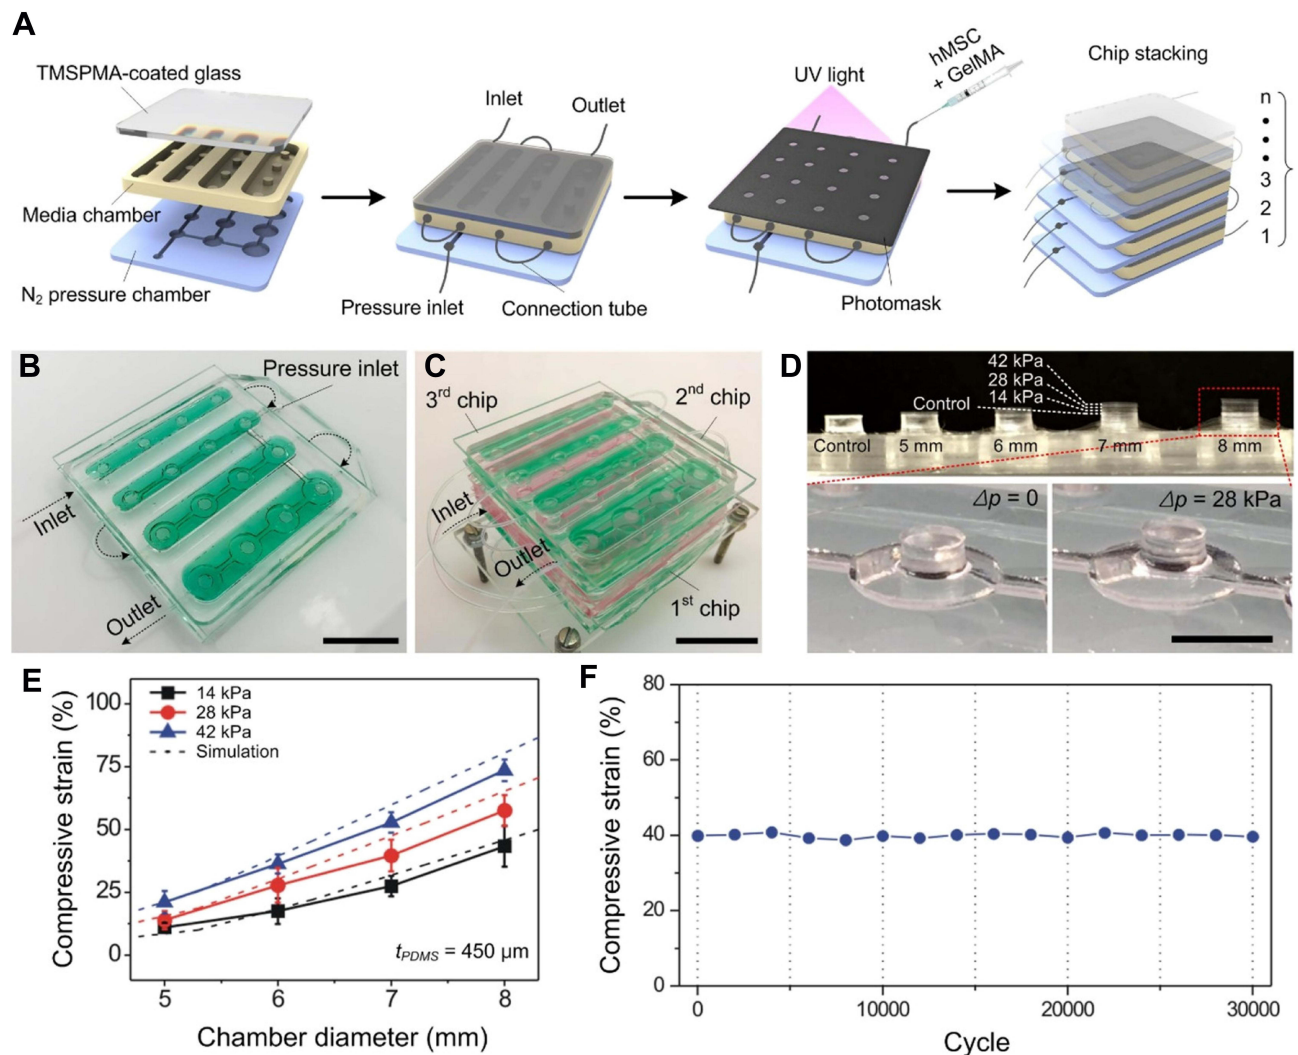 A
TMSPMA-coated glass
Media chamber
N2 pressure chamber
Inlet
Outlet
Pressure inlet
Connection tube
UV light
hMSC
+ GelMA
Photomask
Chip stacking
n
•
•
•
3
2
1
B
Pressure inlet
Inlet
Outlet
C
3rd chip
2nd chip
Inlet
Outlet
1st chip
D
42 kPa
28 kPa
14 kPa
Control
Control
5 mm
6 mm
7 mm
8 mm
Δp = 0
Δp = 28 kPa
E
100
75
50
25
0
Compressive strain (%)
14 kPa
28 kPa
42 kPa
Simulation
tPDMS = 450 µm
5
6
7
8
Chamber diameter (mm)
F
80
60
40
20
0
Compressive strain (%)
0
10000
20000
30000
Cycle